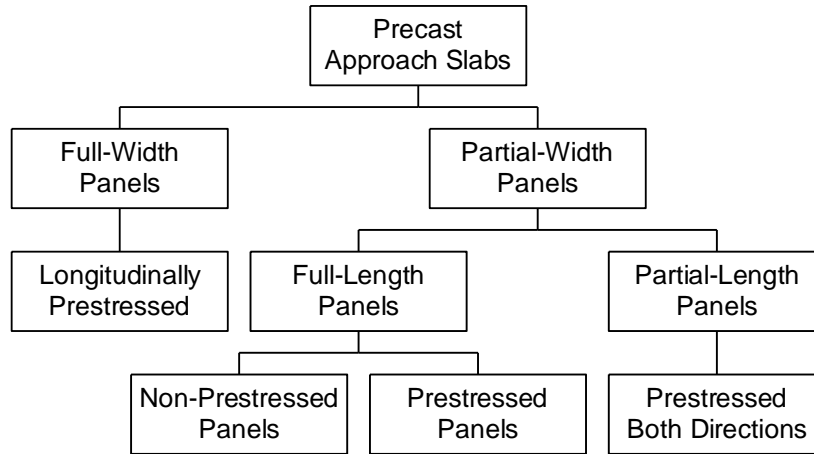 Precast
Approach Slabs
Full-Width
Panels
Partial-Width
Panels
Longitudinally
Prestressed
Full-Length
Panels
Partial-Length
Panels
Non-Prestressed
Panels
Prestressed
Panels
Prestressed
Both Directions